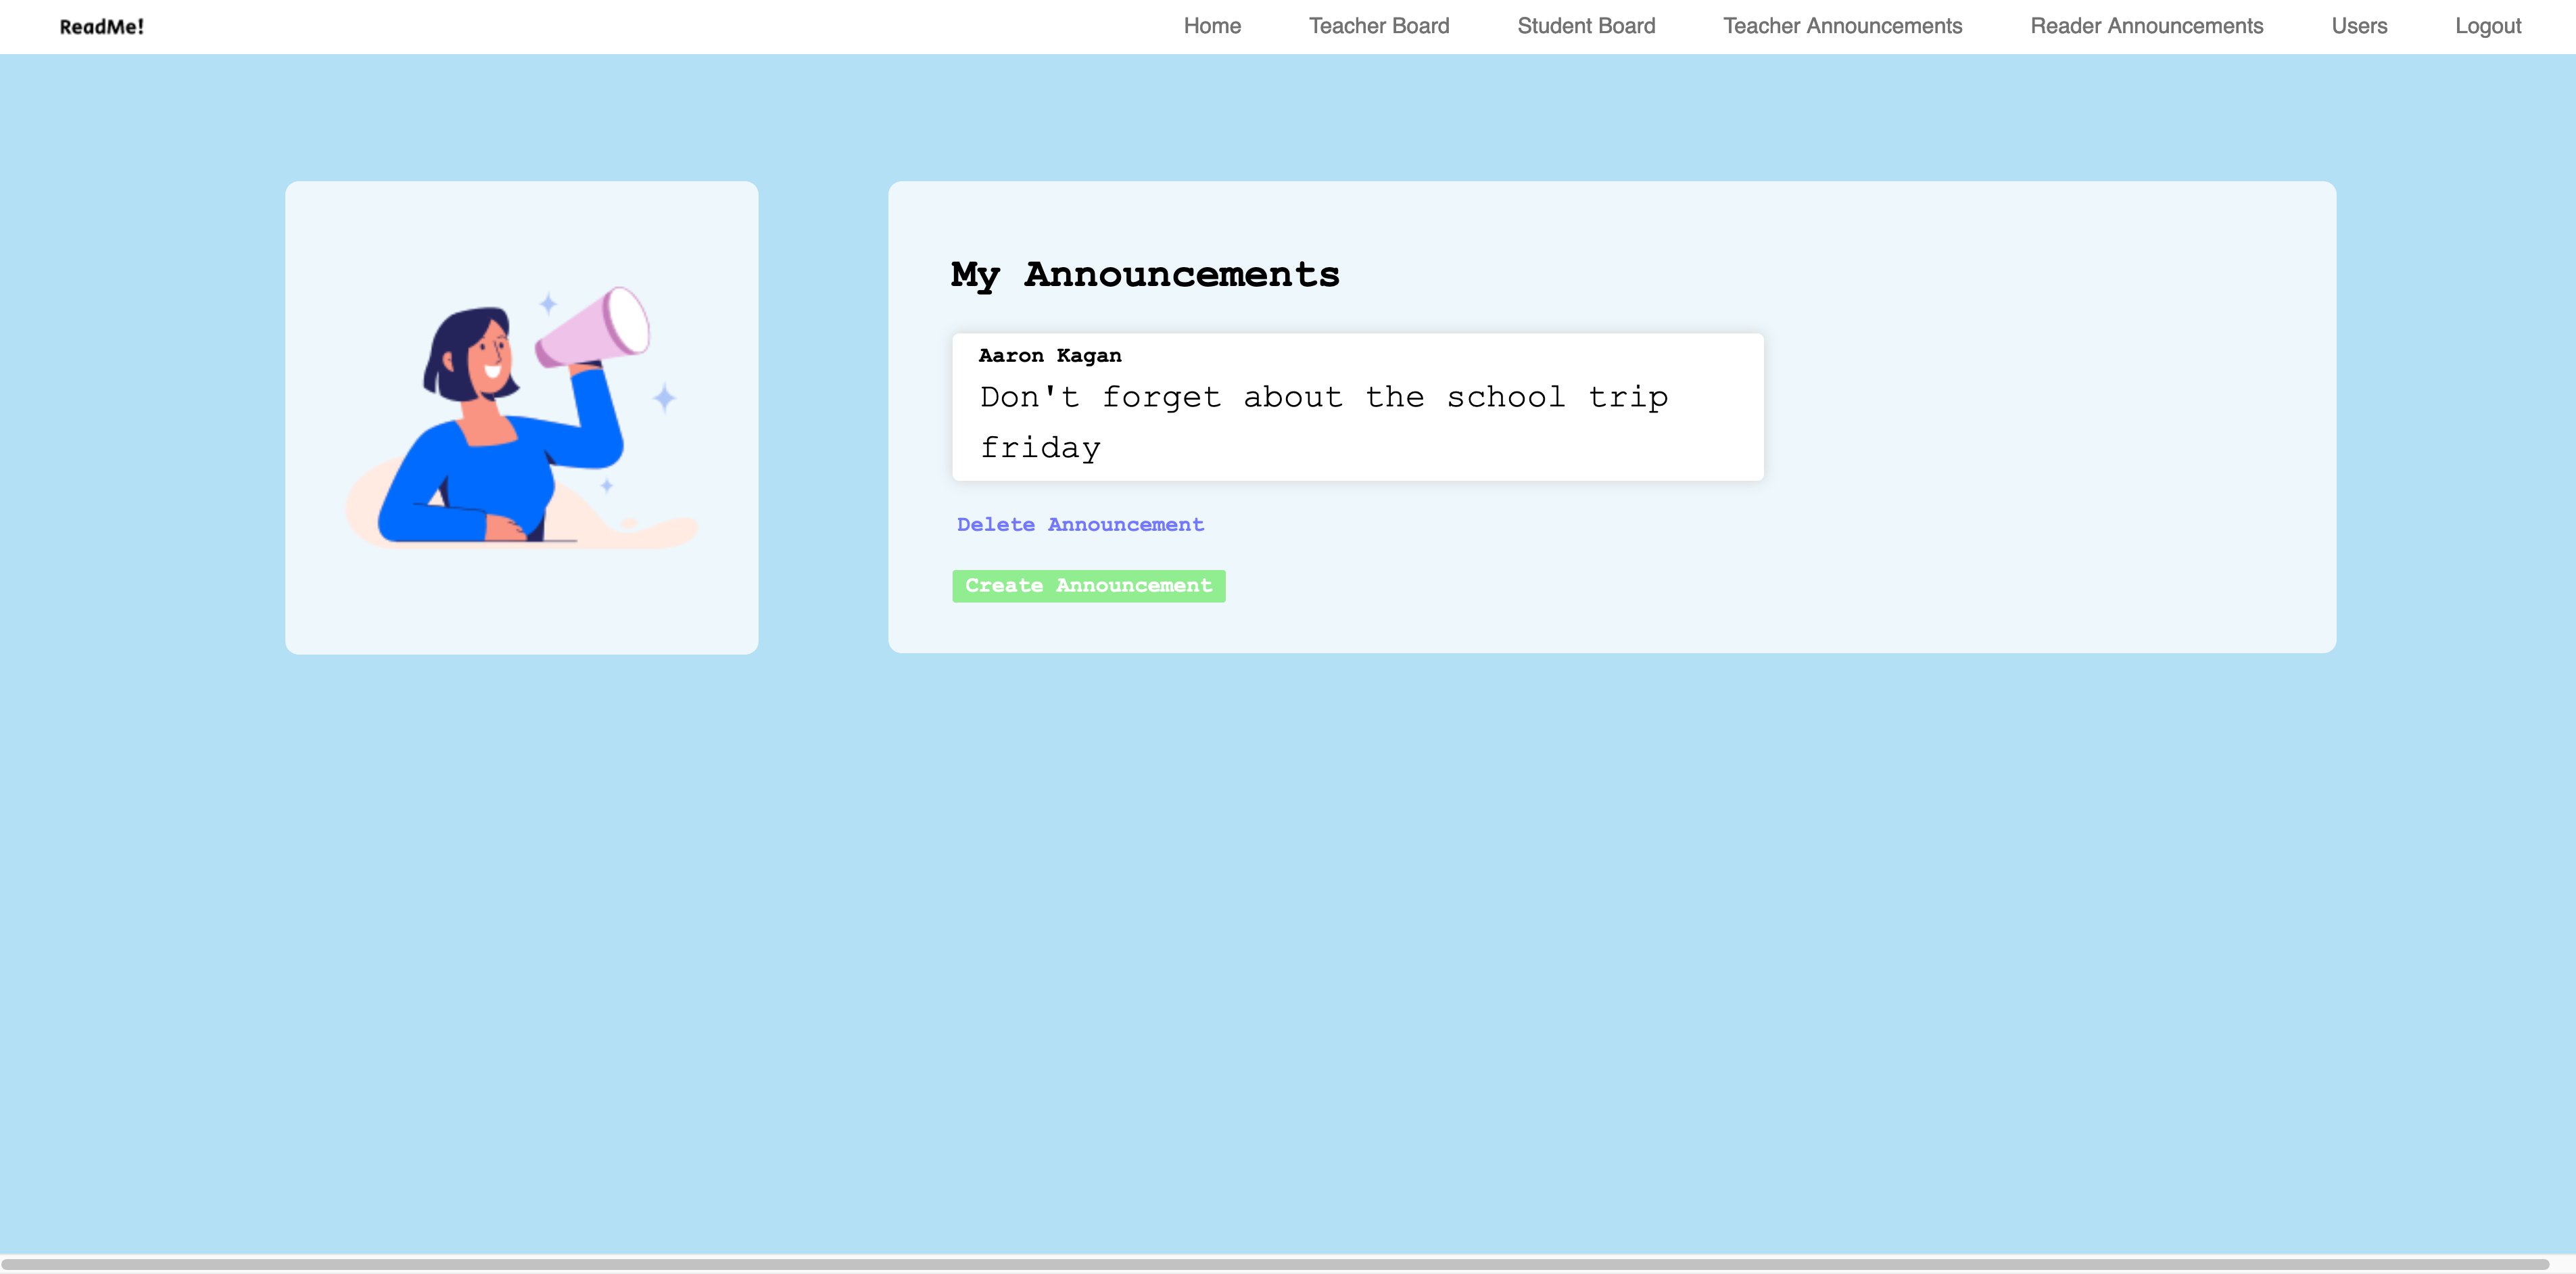 ReadMe!
Home Teacher Board Student Board Teacher Announcements Reader Announcements Users Logout
My Announcements
Aaron Kagan
Don't forget about the school trip
friday
Delete Announcement
Create Announcement